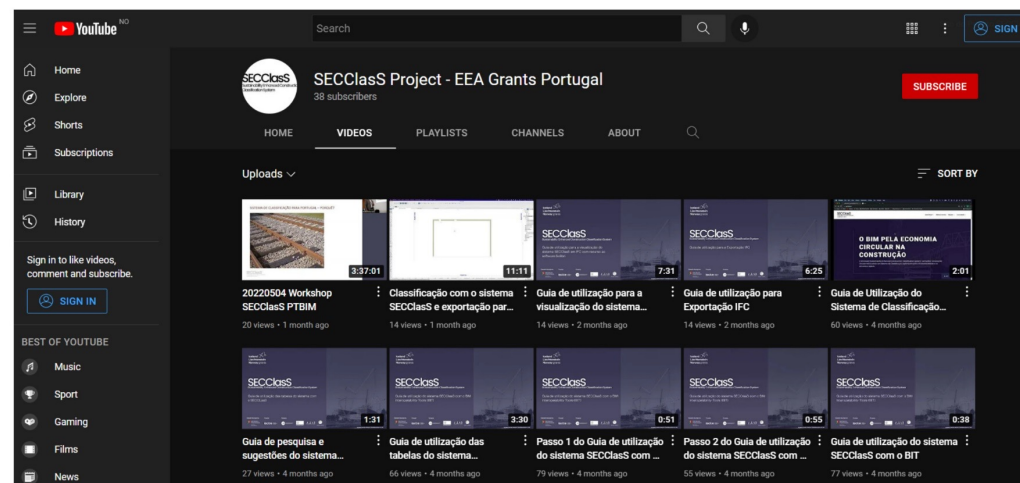 YouTube NO
Search
SIGN
Home
Explore
Shorts
Subscriptions
Library
History
Sign in to like videos,
comment and subscribe.
SIGN IN
BEST OF YOUTUBE
Music
Sport
Gaming
Films
News
SECClasS
SECClasS Project - EEA Grants Portugal
38 subscribers
SUBSCRIBE
HOME VIDEOS PLAYLISTS CHANNELS ABOUT
Uploads
SORT BY
3:37:01
20220504 Workshop
SECClasS PTBIM
20 views • 1 month ago
11:11
Classificação com o sistema
SECClasS e exportação par...
14 views • 1 month ago
SECClasS
7:31
Guia de utilização para a
visualização do sistema...
14 views • 2 months ago
SECClasS
6:25
Guia de utilização para
Exportação IFC
14 views • 2 months ago
O BIM PELA ECONOMIA
CIRCULAR NA
CONSTRUÇÃO
2:01
Guia de Utilização do
Sistema de Classificação...
60 views • 4 months ago
SECClasS
1:31
Guia de pesquisa e
sugestões do sistema...
27 views • 4 months ago
SECClasS
3:30
Guia de utilização das
tabelas do sistema...
66 views • 4 months ago
SECClasS
0:51
Passo 1 do Guia de utilização
do sistema SECClasS com ...
79 views • 4 months ago
SECClasS
0:55
Passo 2 do Guia de utilização
do sistema SECClasS com ...
55 views • 4 months ago
SECClasS
0:38
Guia de utilização do sistema
SECClasS com o BIT
77 views • 4 months ago